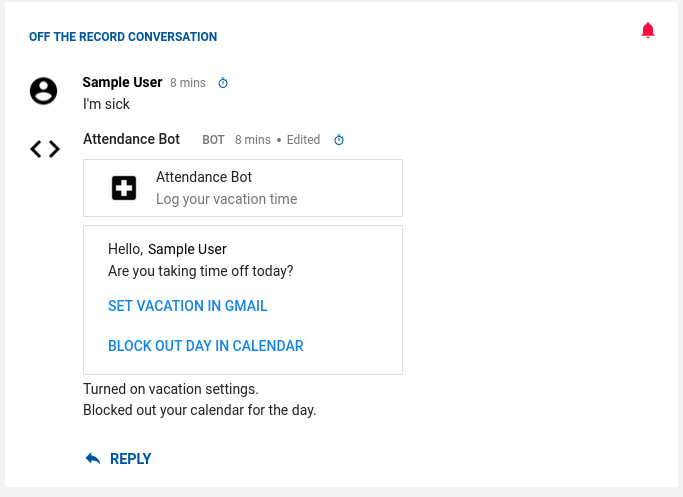 OFF THE RECORD CONVERSATION
Sample User 8 mins
I'm sick
Attendance Bot BOT 8 mins • Edited
Attendance Bot
Log your vacation time
Hello, Sample User
Are you taking time off today?
SET VACATION IN GMAIL
BLOCK OUT DAY IN CALENDAR
Turned on vacation settings.
Blocked out your calendar for the day.
REPLY